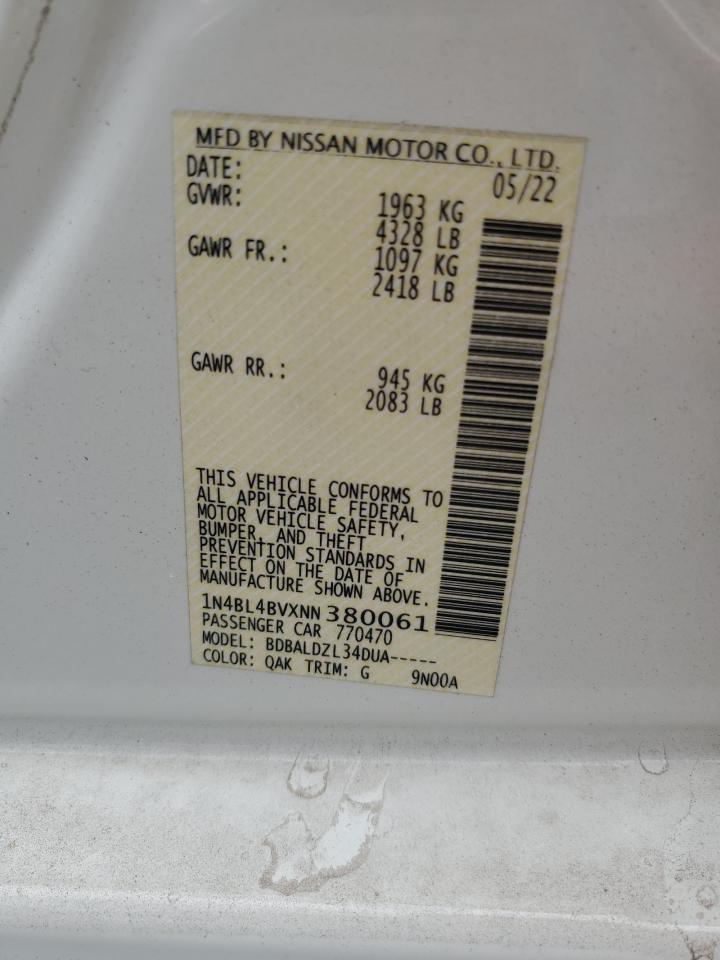 MFD BY NISSAN MOTOR CO., LTD.
DATE: 05/22
GVWR: 1963 KG
4328 LB
GAWR FR.: 1097 KG
2418 LB
GAWR RR.: 945 KG
2083 LB
THIS VEHICLE CONFORMS TO
ALL APPLICABLE FEDERAL
MOTOR VEHICLE SAFETY,
BUMPER, AND THEFT
PREVENTION STANDARDS IN
EFFECT ON THE DATE OF
MANUFACTURE SHOWN ABOVE.
1N4BL4BVXNN380061
PASSENGER CAR 770470
MODEL: BDBALDZL34DUA-----
COLOR: QAK TRIM: G 9N00A